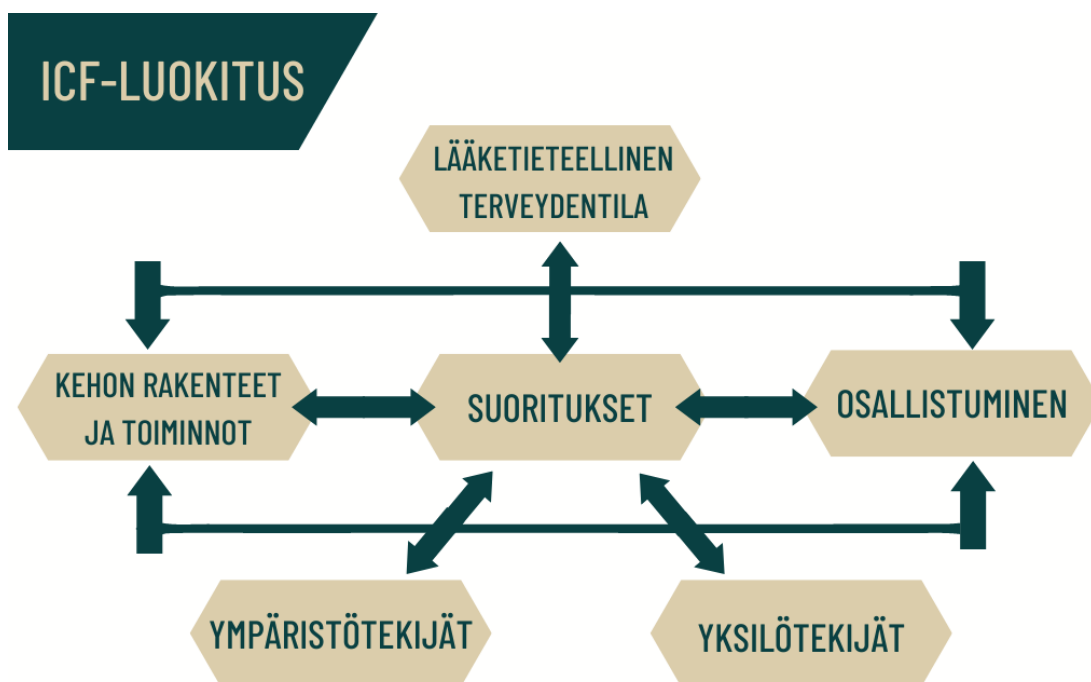 ICF-LUOKITUS
LÄÄKETIETEELLINEN
TERVEYDENTILA
KEHON RAKENTEET
JA TOIMINNOT
SUORITUKSET
OSALLISTUMINEN
YMPÄRISTÖTEKIJÄT
YKSILÖTEKIJÄT